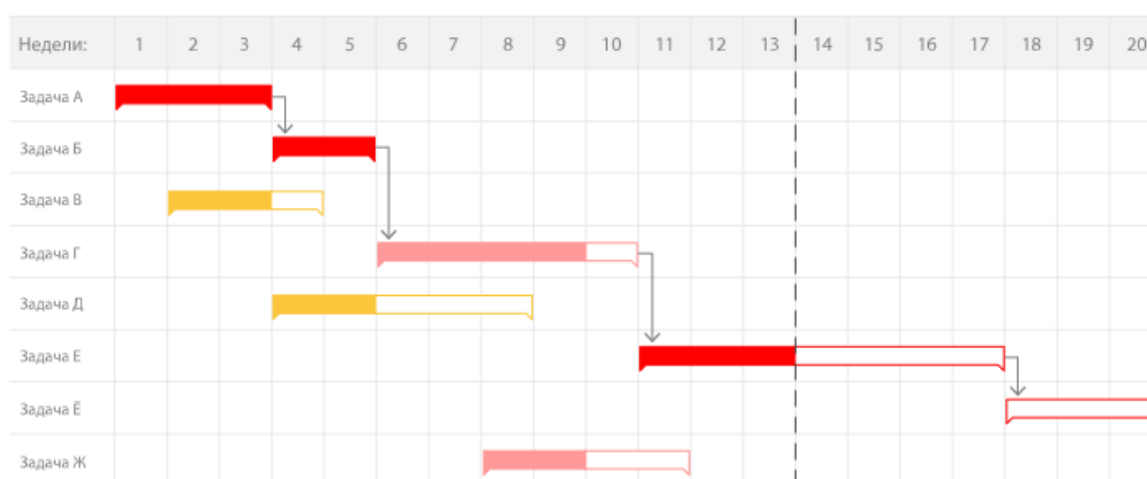 Недели: 1 2 3 4 5 6 7 8 9 10 11 12 13 14 15 16 17 18 19 20
Задача А
Задача Б
Задача В
Задача Г
Задача Д
Задача Е
Задача Ё
Задача Ж